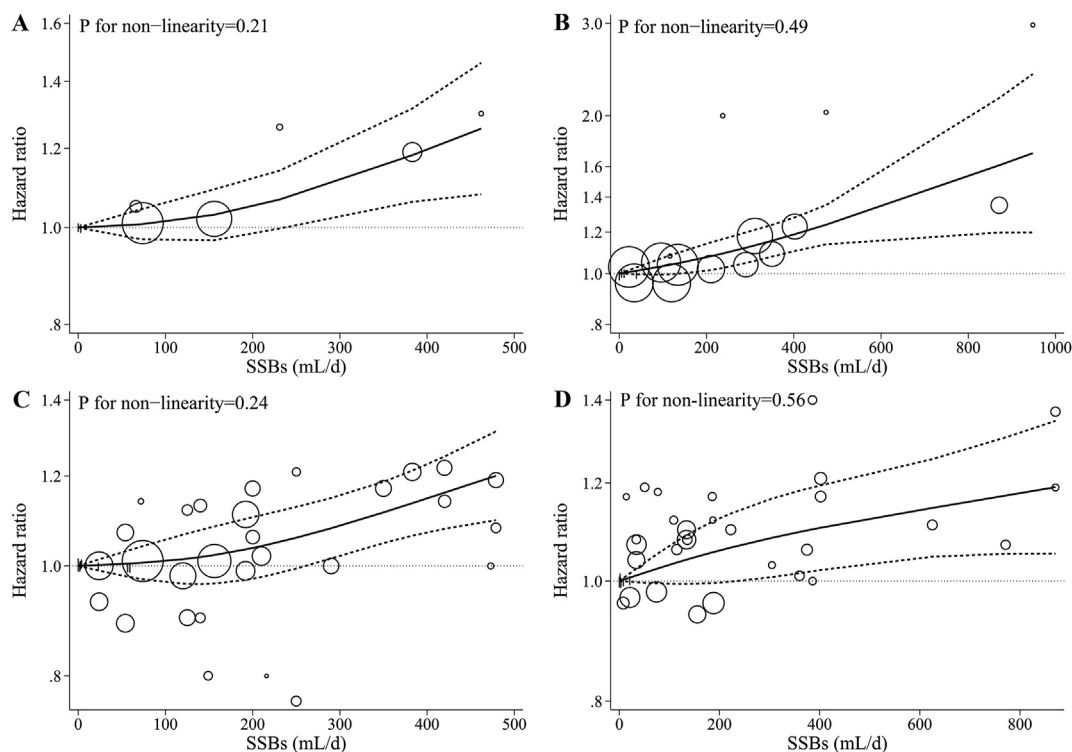 A
P for non−linearity=0.21
1.6
1.4
1.2
1.0
.8
Hazard ratio
0 100 200 300 400 500
SSBs (mL/d)
B
P for non−linearity=0.49
3.0
2.0
1.6
1.4
1.2
1.0
.8
Hazard ratio
0 200 400 600 800 1000
SSBs (mL/d)
C
P for non−linearity=0.24
1.4
1.2
1.0
.8
Hazard ratio
0 100 200 300 400 500
SSBs (mL/d)
D
P for non-linearity=0.56
1.4
1.2
1.0
.8
Hazard ratio
0 200 400 600 800
SSBs (mL/d)